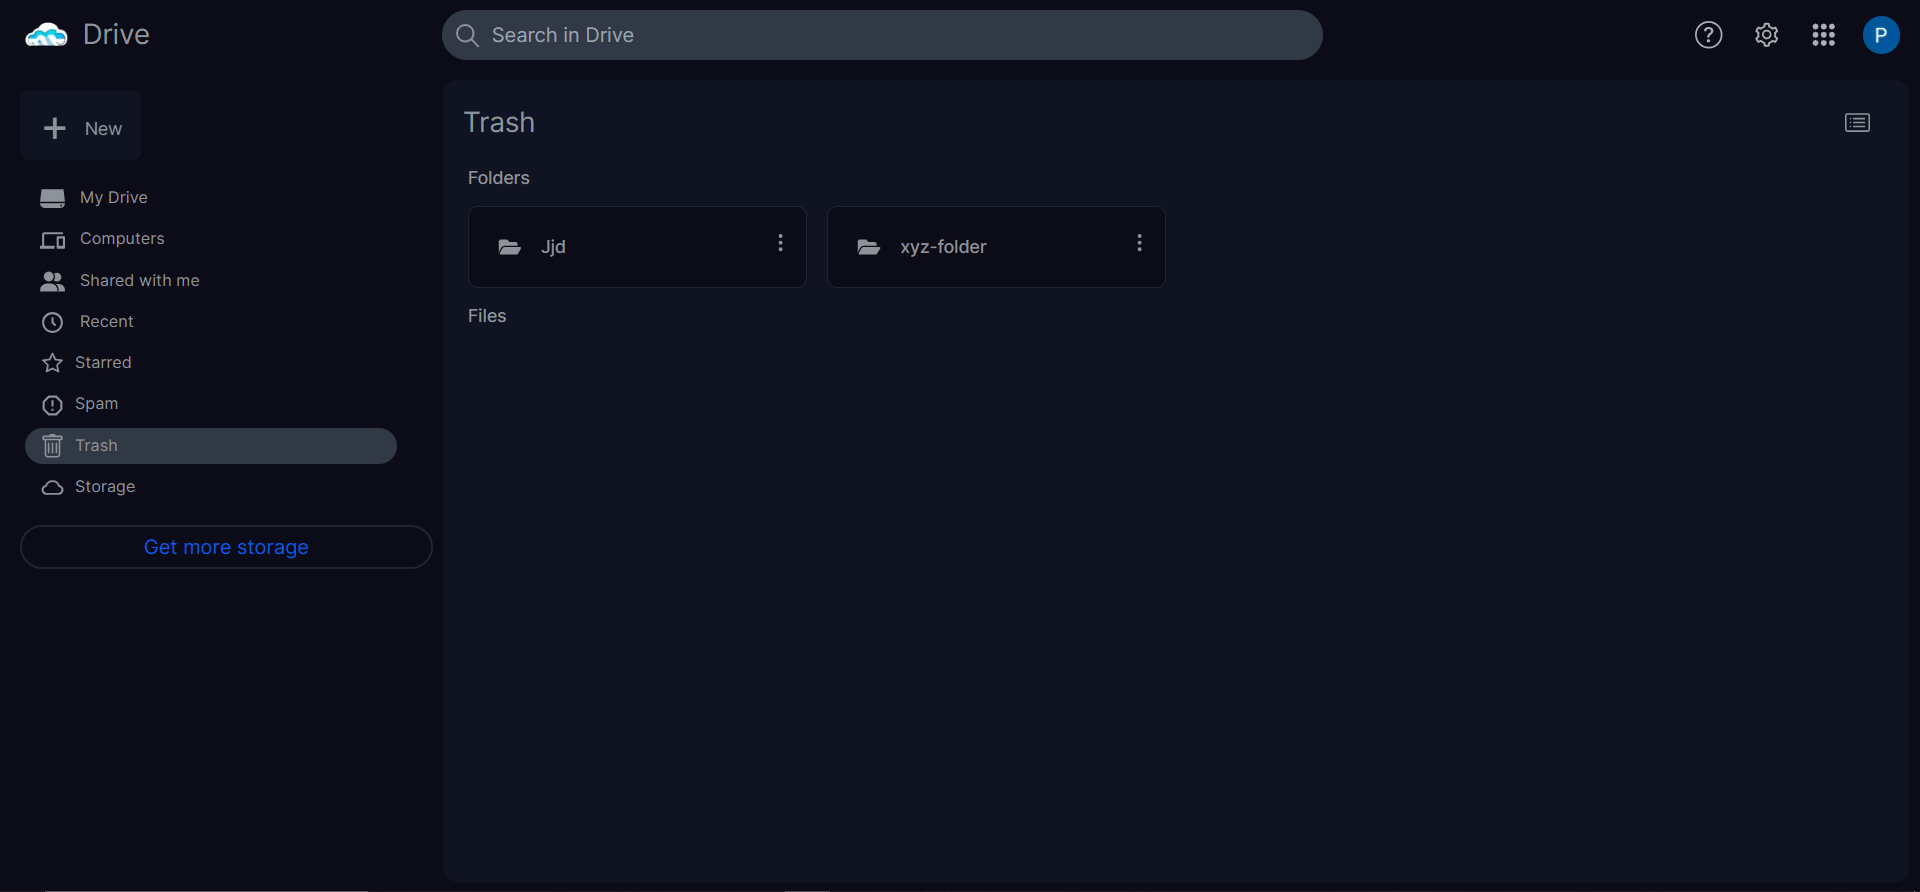 Drive
Search in Drive
P
New
My Drive
Computers
Shared with me
Recent
Starred
Spam
Trash
Storage
Get more storage
Trash
Folders
Jjd
xyz-folder
Files